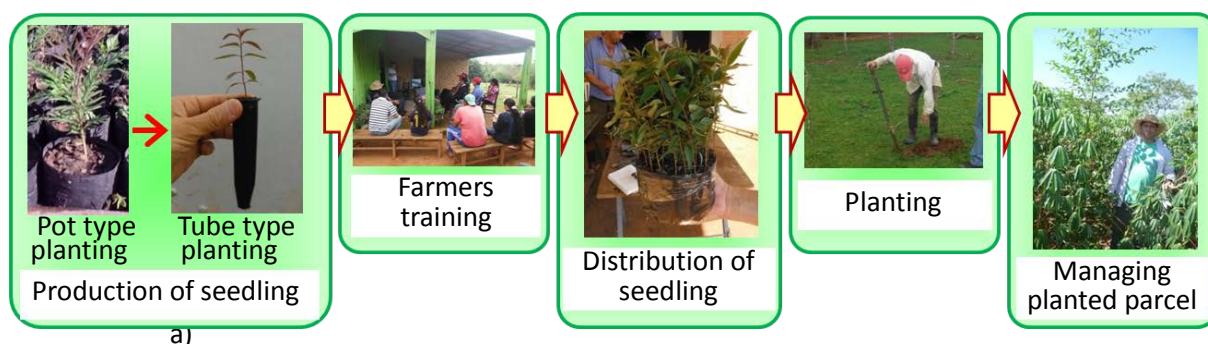 Pot type
planting
Tube type
planting
Production of seedling
a)
Farmers
training
Distribution of
seedling
Planting
Managing
planted parcel